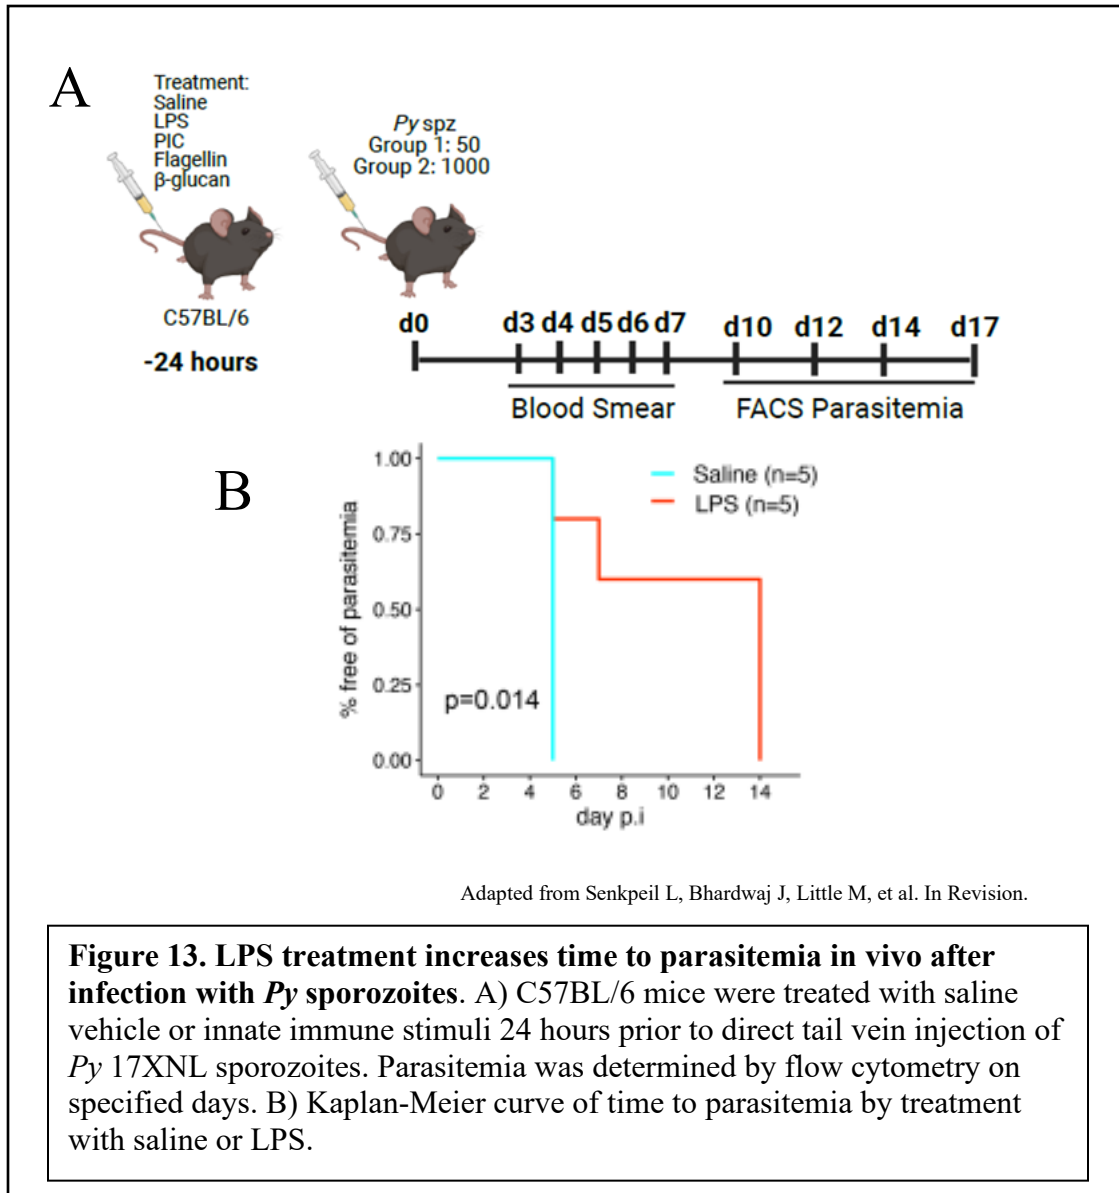 A
Treatment:
Saline
LPS
PIC
Flagellin
β-glucan
Py spz
Group 1: 50
Group 2: 1000
C57BL/6
-24 hours
d0 d3 d4 d5 d6 d7 d10 d12 d14 d17
Blood Smear FACS Parasitemia
B
Saline (n=5)
LPS (n=5)
% free of parasitemia
1.00
0.75
0.50
0.25
0.00
p=0.014
0 2 4 6 8 10 12 14
day p.i
Adapted from Senkpeil L, Bhardwaj J, Little M, et al. In Revision.
Figure 13. LPS treatment increases time to parasitemia in vivo after
infection with Py sporozoites. A) C57BL/6 mice were treated with saline
vehicle or innate immune stimuli 24 hours prior to direct tail vein injection of
Py 17XNL sporozoites. Parasitemia was determined by flow cytometry on
specified days. B) Kaplan-Meier curve of time to parasitemia by treatment
with saline or LPS.